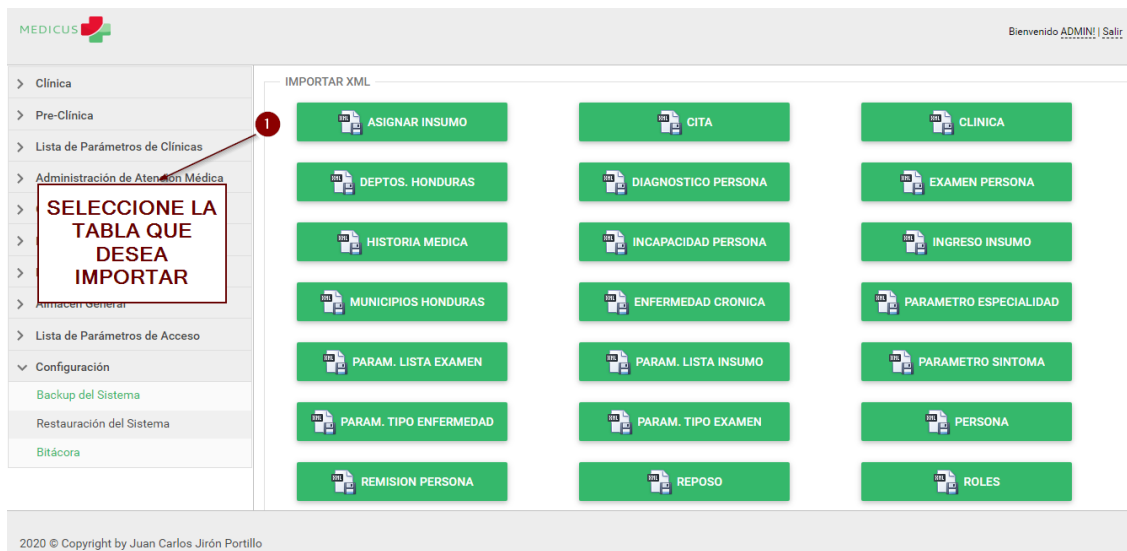 MEDICUS
Bienvenido ADMIN! | Salir
Clínica
Pre-Clínica
Lista de Parámetros de Clínicas
Administración de Atención Médica
Almacén General
Lista de Parámetros de Acceso
Configuración
Backup del Sistema
Restauración del Sistema
Bitácora
1
SELECCIONE LA
TABLA QUE
DESEA
IMPORTAR
IMPORTAR XML
ASIGNAR INSUMO
CITA
CLINICA
DEPTOS. HONDURAS
DIAGNOSTICO PERSONA
EXAMEN PERSONA
HISTORIA MEDICA
INCAPACIDAD PERSONA
INGRESO INSUMO
MUNICIPIOS HONDURAS
ENFERMEDAD CRONICA
PARAMETRO ESPECIALIDAD
PARAM. LISTA EXAMEN
PARAM. LISTA INSUMO
PARAMETRO SINTOMA
PARAM. TIPO ENFERMEDAD
PARAM. TIPO EXAMEN
PERSONA
REMISION PERSONA
REPOSO
ROLES
2020 © Copyright by Juan Carlos Jirón Portillo